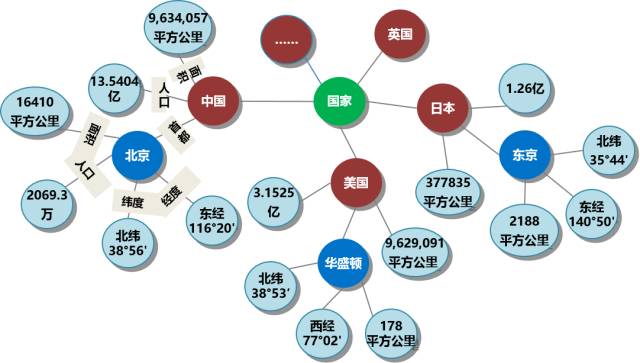 9,634,057
平方公里
......
英国
面积
13.5404
亿
人口
中国
国家
日本
1.26亿
16410
平方公里
首都
面积
北京
人口
东京
北纬
35°44'
2069.3
万
纬度
经度
东经
116°20'
北纬
38°56'
美国
3.1525
亿
377835
平方公里
2188
平方公里
东经
140°50'
9,629,091
平方公里
华盛顿
北纬
38°53′
西经
77°02'
178
平方公里